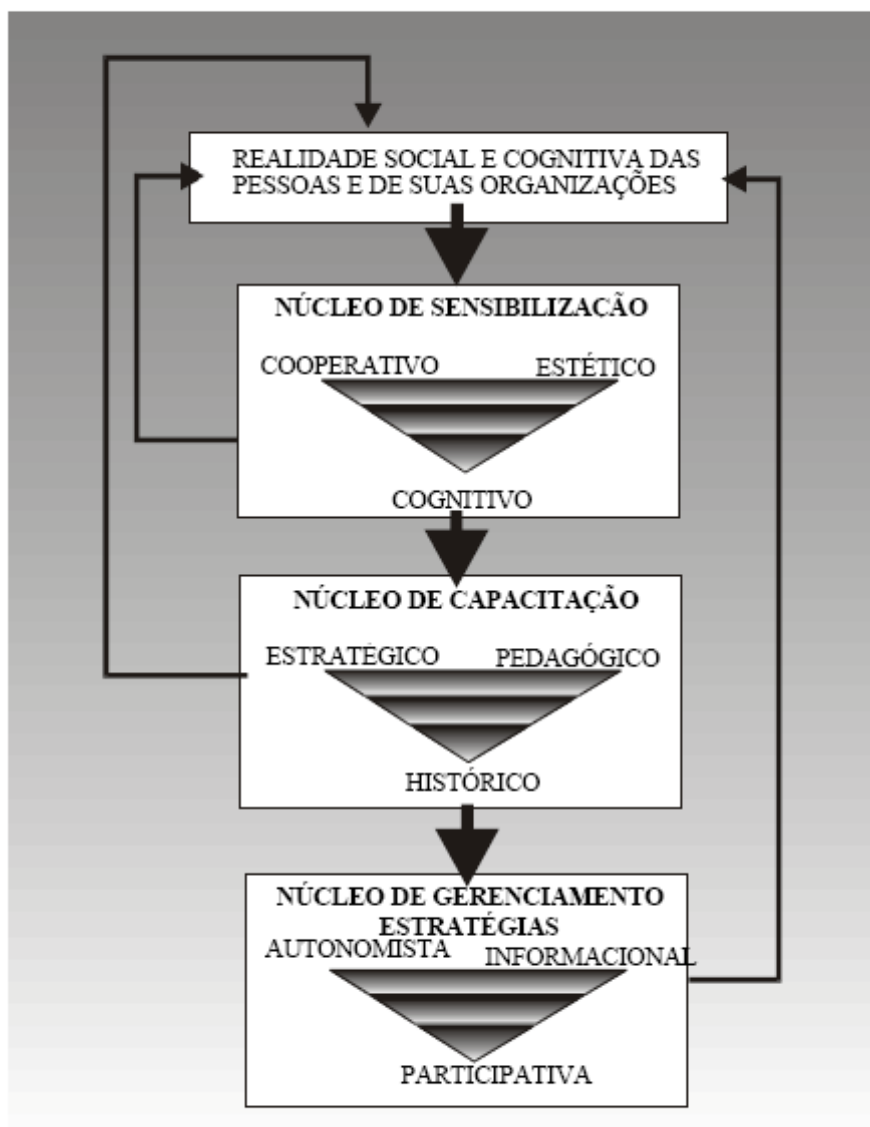 REALIDADE SOCIAL E COGNITIVA DAS
PESSOAS E DE SUAS ORGANIZAÇÕES
NÚCLEO DE SENSIBILIZAÇÃO
COOPERATIVO
ESTÉTICO
COGNITIVO
NÚCLEO DE CAPACITAÇÃO
ESTRATÉGICO
PEDAGÓGICO
HISTÓRICO
NÚCLEO DE GERENCIAMENTO
ESTRATÉGIAS
AUTONOMISTA
INFORMACIONAL
PARTICIPATIVA